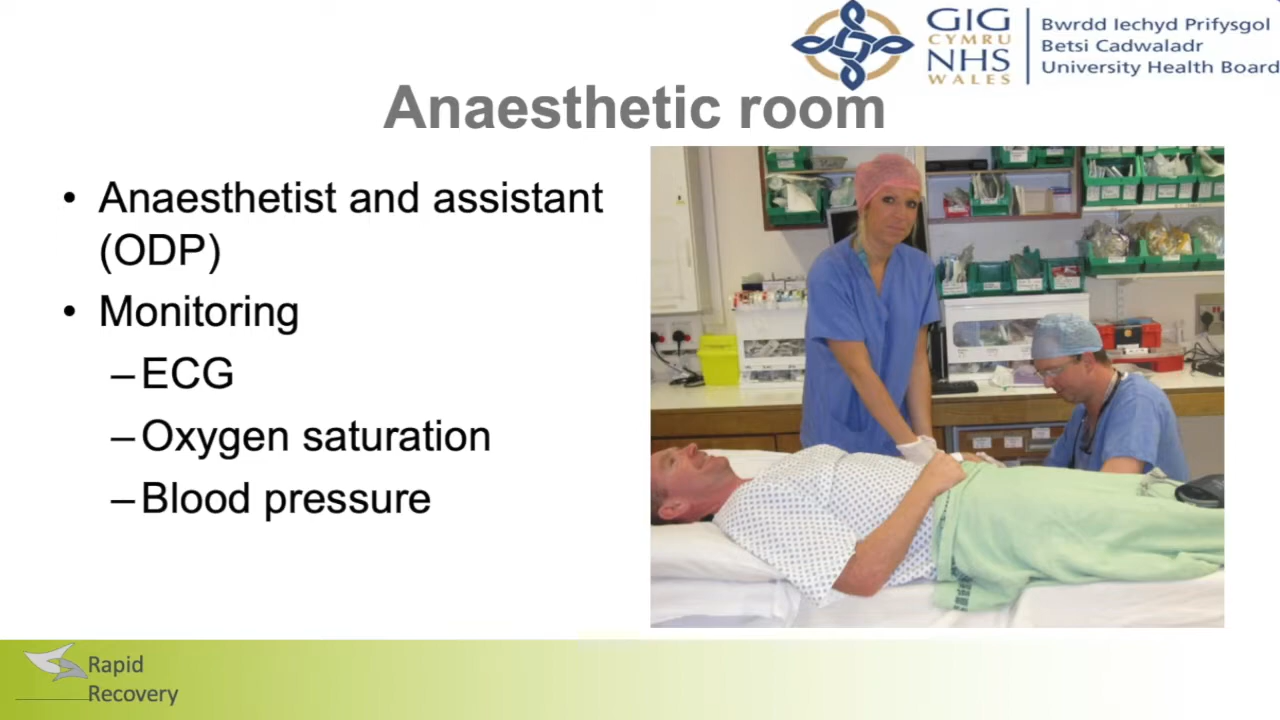 GIG
CYMRU
NHS
WALES
Bwrdd Iechyd Prifysgol
Betsi Cadwaladr
University Health Board
Anaesthetic room
• Anaesthetist and assistant
(ODP)
• Monitoring
–ECG
–Oxygen saturation
–Blood pressure
Rapid
Recovery